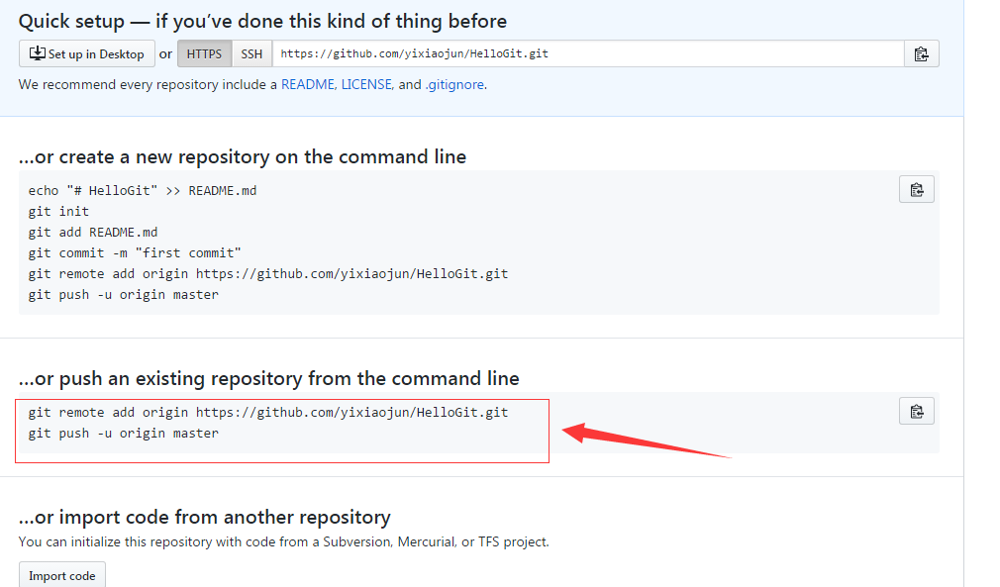 Quick setup — if you’ve done this kind of thing before
Set up in Desktop or HTTPS SSH https://github.com/yixiaojun/HelloGit.git
We recommend every repository include a README, LICENSE, and .gitignore.
…or create a new repository on the command line
echo "# HelloGit" >> README.md
git init
git add README.md
git commit -m "first commit"
git remote add origin https://github.com/yixiaojun/HelloGit.git
git push -u origin master
…or push an existing repository from the command line
git remote add origin https://github.com/yixiaojun/HelloGit.git
git push -u origin master
…or import code from another repository
You can initialize this repository with code from a Subversion, Mercurial, or TFS project.
Import code